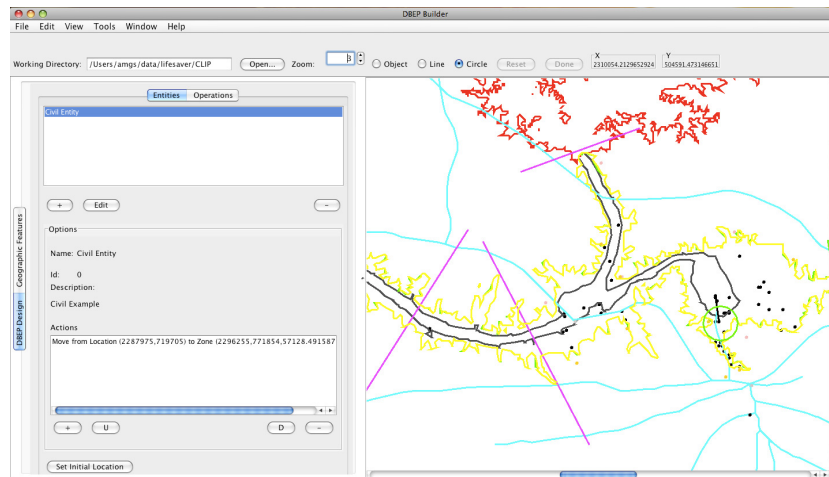 DBEP Builder
File Edit View Tools Window Help
Working Directory: /Users/amgs/data/lifesaver/CLIP Open... Zoom: 3 Object Line Circle Reset Done
X Y
2310054.2129652924 504591.473146651
Entities Operations
Civil Entity
+ Edit -
Options
Name: Civil Entity
Id: 0
Description:
Civil Example
Actions
Move from Location (2287975,719705) to Zone (2296255,771854,57128.491587
+ U D -
Set Initial Location
Geographic Features
DBEP Design